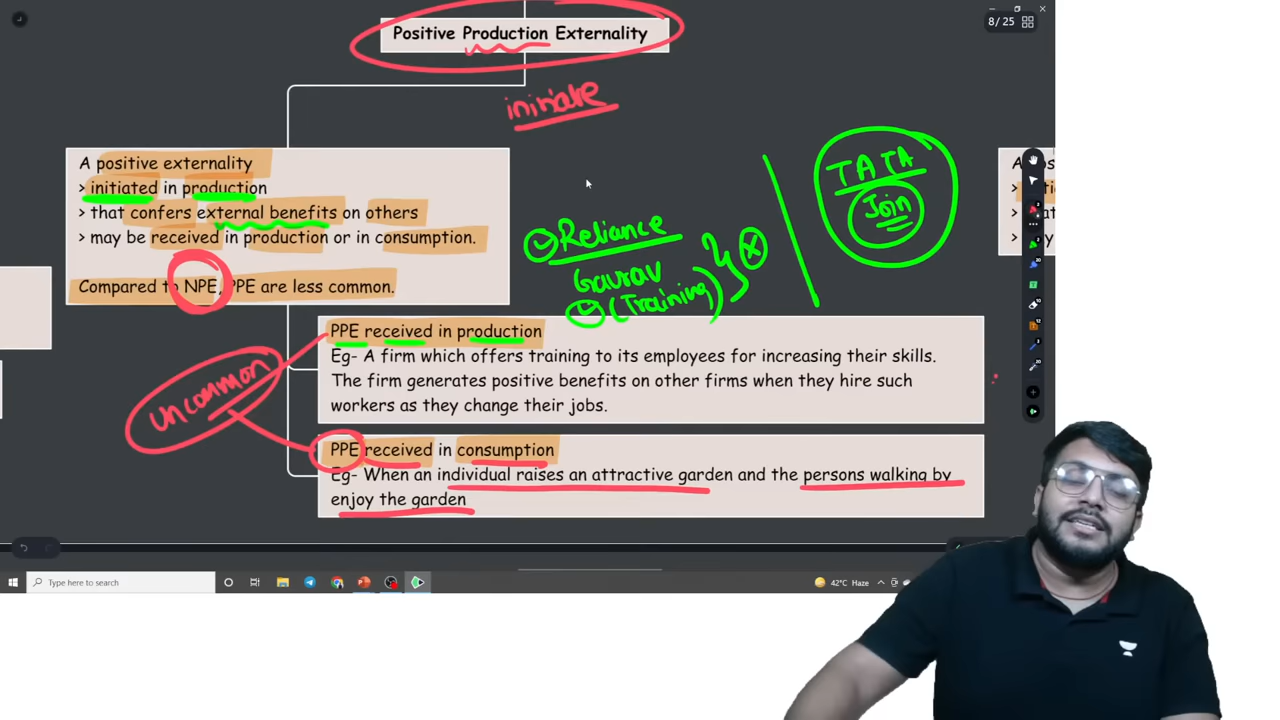 8/25
Positive Production Externality
initiate
A positive externality
> initiated in production
> that confers external benefits on others
> may be received in production or in consumption.
Compared to NPE, PPE are less common.
Reliance
Gaurav
(Training)
TATA
Join
uncommon
PPE received in production
Eg- A firm which offers training to its employees for increasing their skills.
The firm generates positive benefits on other firms when they hire such
workers as they change their jobs.
PPE received in consumption
Eg- When an individual raises an attractive garden and the persons walking by
enjoy the garden
Type here to search
42°C Haze